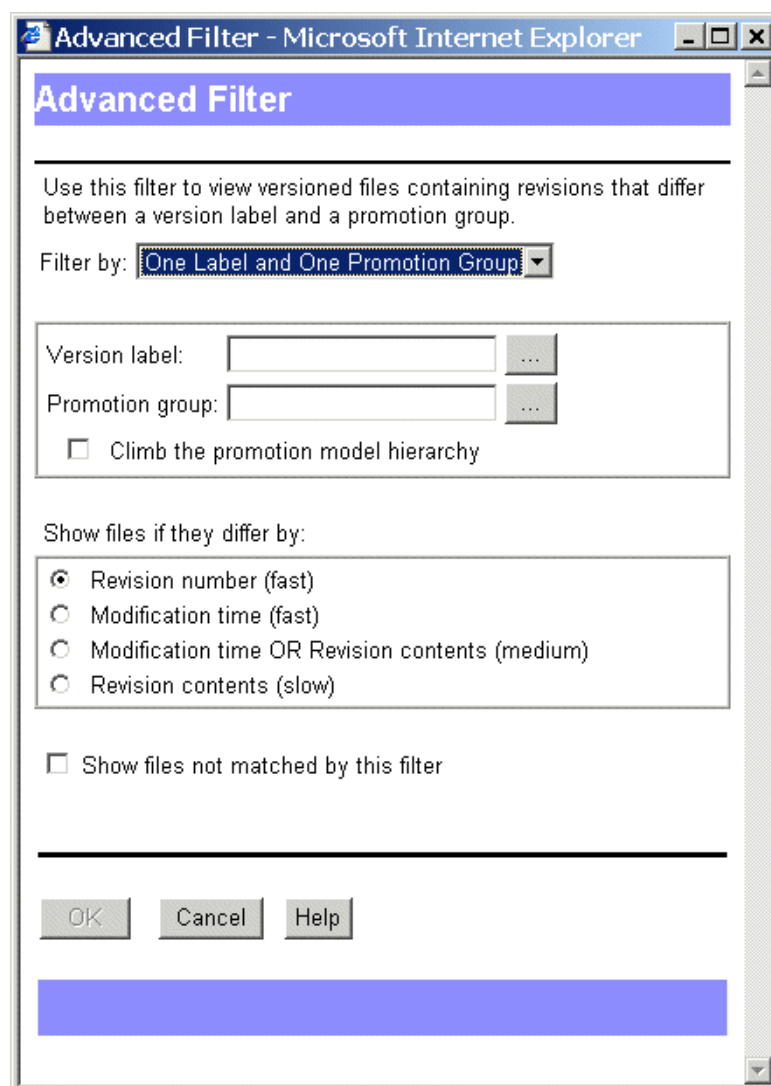 Advanced Filter - Microsoft Internet Explorer
Advanced Filter
Use this filter to view versioned files containing revisions that differ
between a version label and a promotion group.
Filter by: One Label and One Promotion Group
Version label: ...
Promotion group: ...
Climb the promotion model hierarchy
Show files if they differ by:
Revision number (fast)
Modification time (fast)
Modification time OR Revision contents (medium)
Revision contents (slow)
Show files not matched by this filter
OK Cancel Help